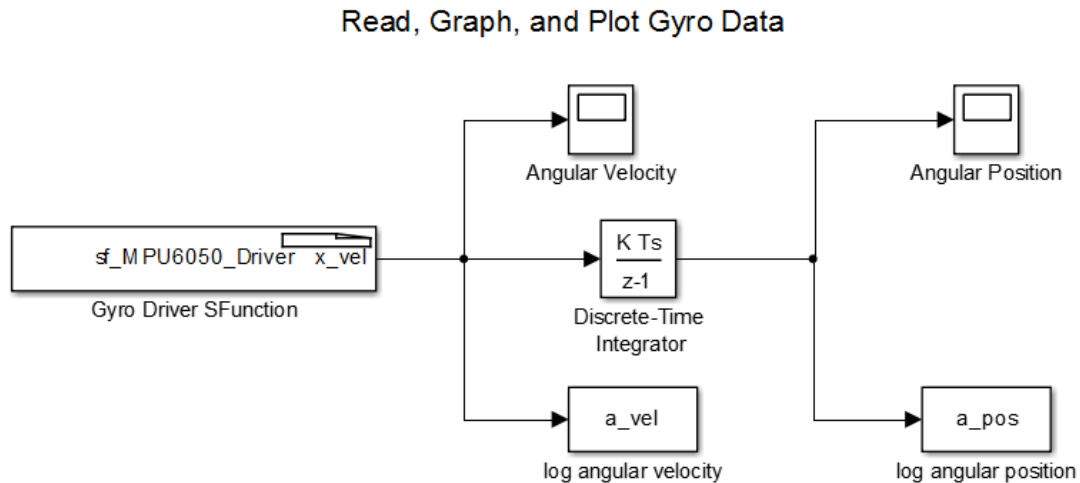 Read, Graph, and Plot Gyro Data
Angular Velocity
Angular Position
sf_MPU6050_Driver x_vel
Gyro Driver SFunction
K Ts
z-1
Discrete-Time
Integrator
a_vel
log angular velocity
a_pos
log angular position